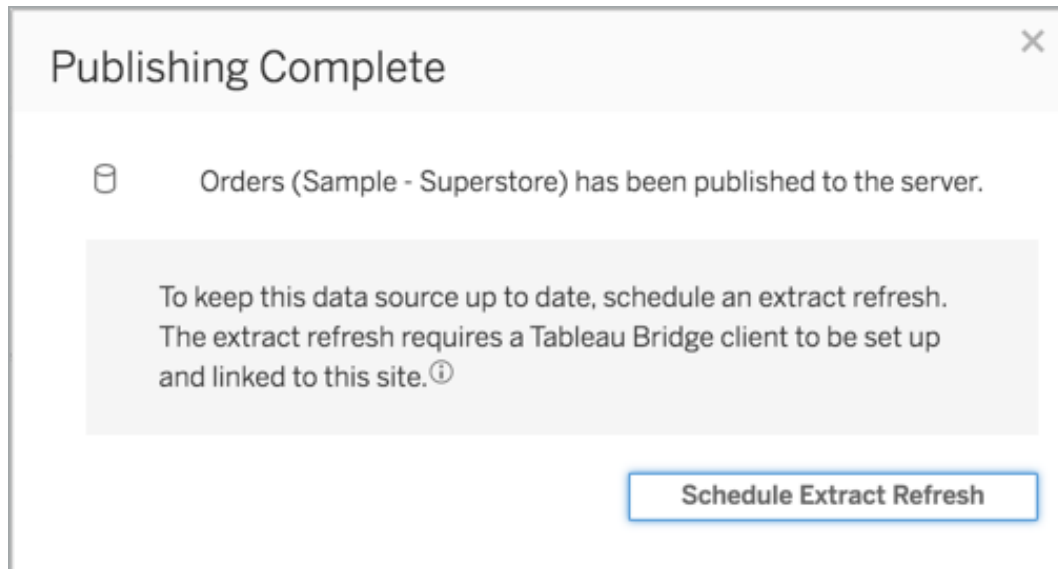 Publishing Complete
Orders (Sample - Superstore) has been published to the server.
To keep this data source up to date, schedule an extract refresh.
The extract refresh requires a Tableau Bridge client to be set up
and linked to this site.
Schedule Extract Refresh